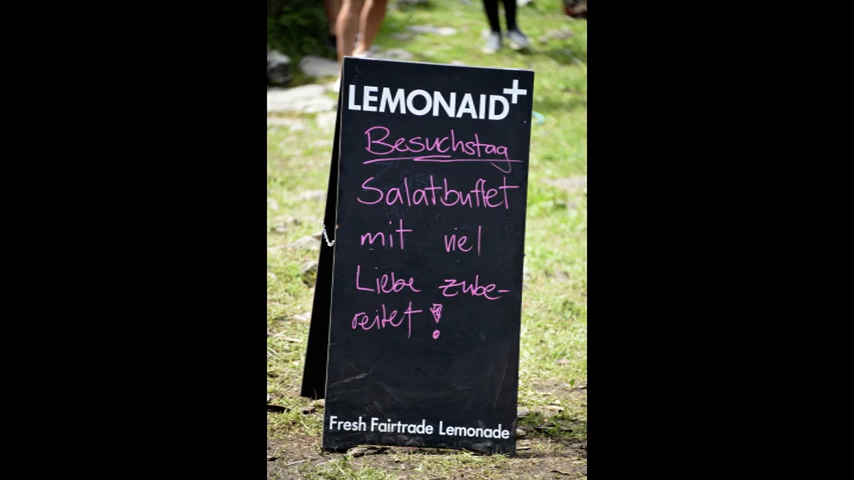 LEMONAID+
Besuchstag
Salatbuffet
mit viel
Liebe zube-
reitet!
Fresh Fairtrade Lemonade